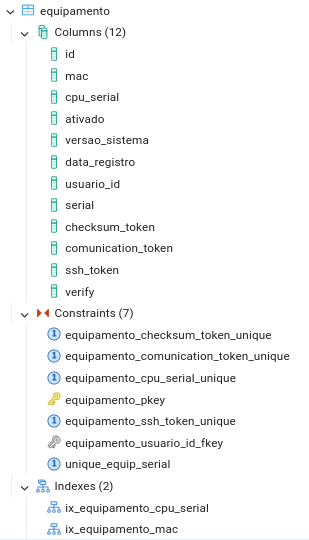 equipamento
Columns (12)
id
mac
cpu_serial
ativado
versao_sistema
data_registro
usuario_id
serial
checksum_token
comunication_token
ssh_token
verify
Constraints (7)
equipamento_checksum_token_unique
equipamento_comunication_token_unique
equipamento_cpu_serial_unique
equipamento_pkey
equipamento_ssh_token_unique
equipamento_usuario_id_fkey
unique_equip_serial
Indexes (2)
ix_equipamento_cpu_serial
ix_equipamento_mac